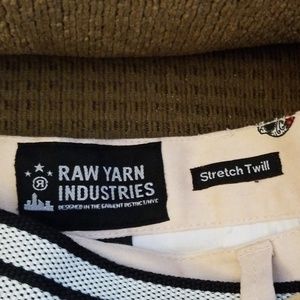 RAW YARN
INDUSTRIES
DESIGNED IN THE GARMENT DISTRICT/NYC
Stretch Twill
R